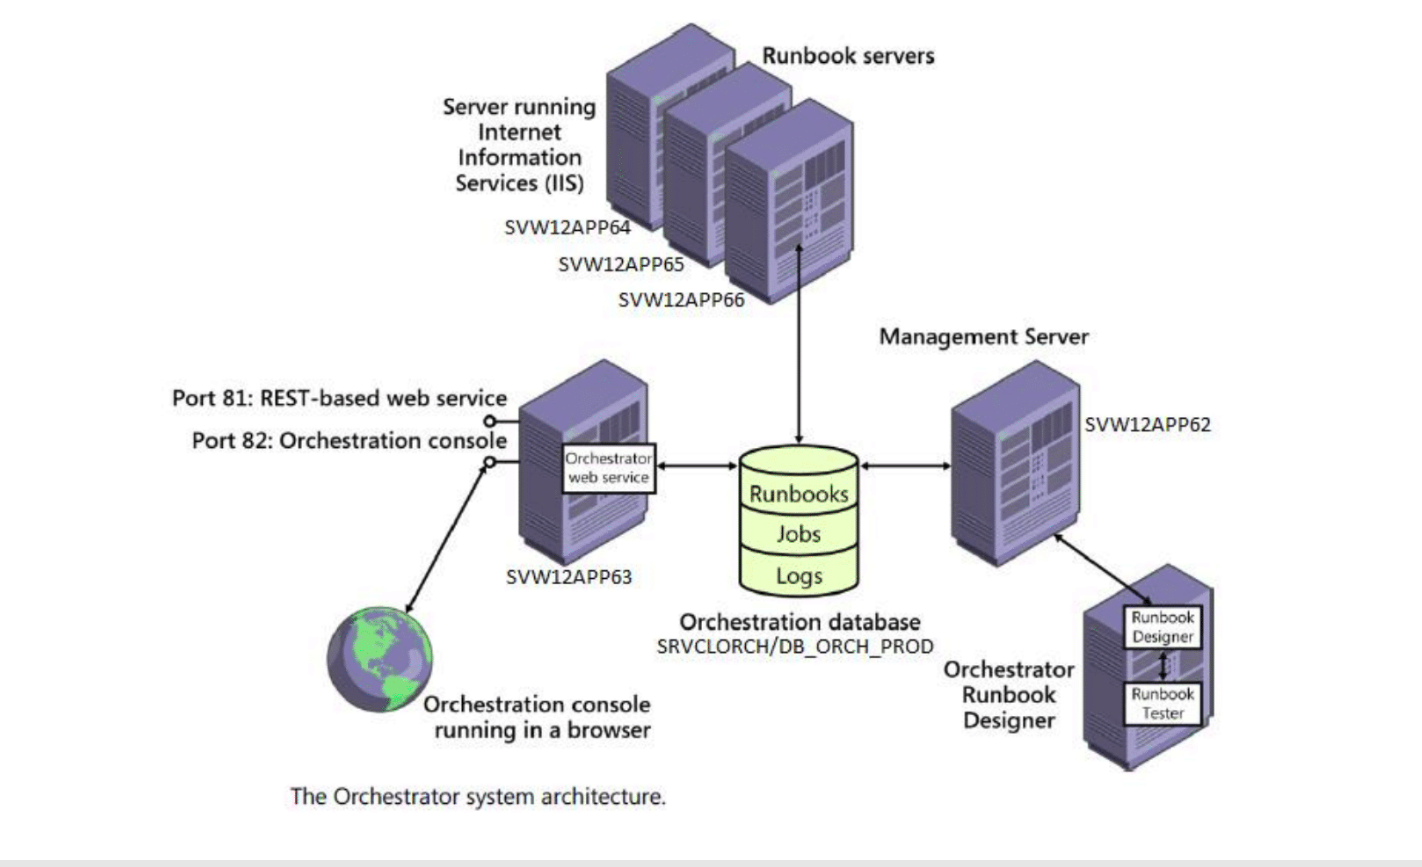 Runbook servers
Server running
Internet
Information
Services (IIS)
SVW12APP64
SVW12APP65
SVW12APP66
Management Server
SVW12APP62
Port 81: REST-based web service
Port 82: Orchestration console
Orchestrator
web service
SVW12APP63
Runbooks
Jobs
Logs
Orchestration database
SRVCLORCH/DB_ORCH_PROD
Runbook
Designer
Runbook
Tester
Orchestrator
Runbook
Designer
Orchestration console
running in a browser
The Orchestrator system architecture.